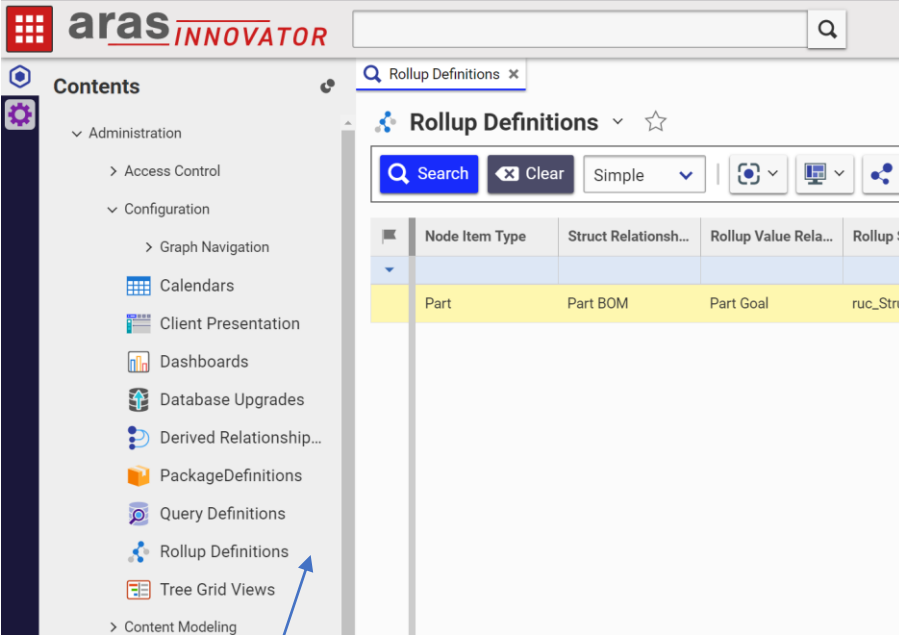 aras INNOVATOR
Rollup Definitions
Contents
Rollup Definitions
Search
Clear
Simple
Node Item Type
Struct Relationsh...
Rollup Value Rela...
Rollup
Part
Part BOM
Part Goal
ruc_Stru
Administration
Access Control
Configuration
Graph Navigation
Calendars
Client Presentation
Dashboards
Database Upgrades
Derived Relationship...
PackageDefinitions
Query Definitions
Rollup Definitions
Tree Grid Views
Content Modeling